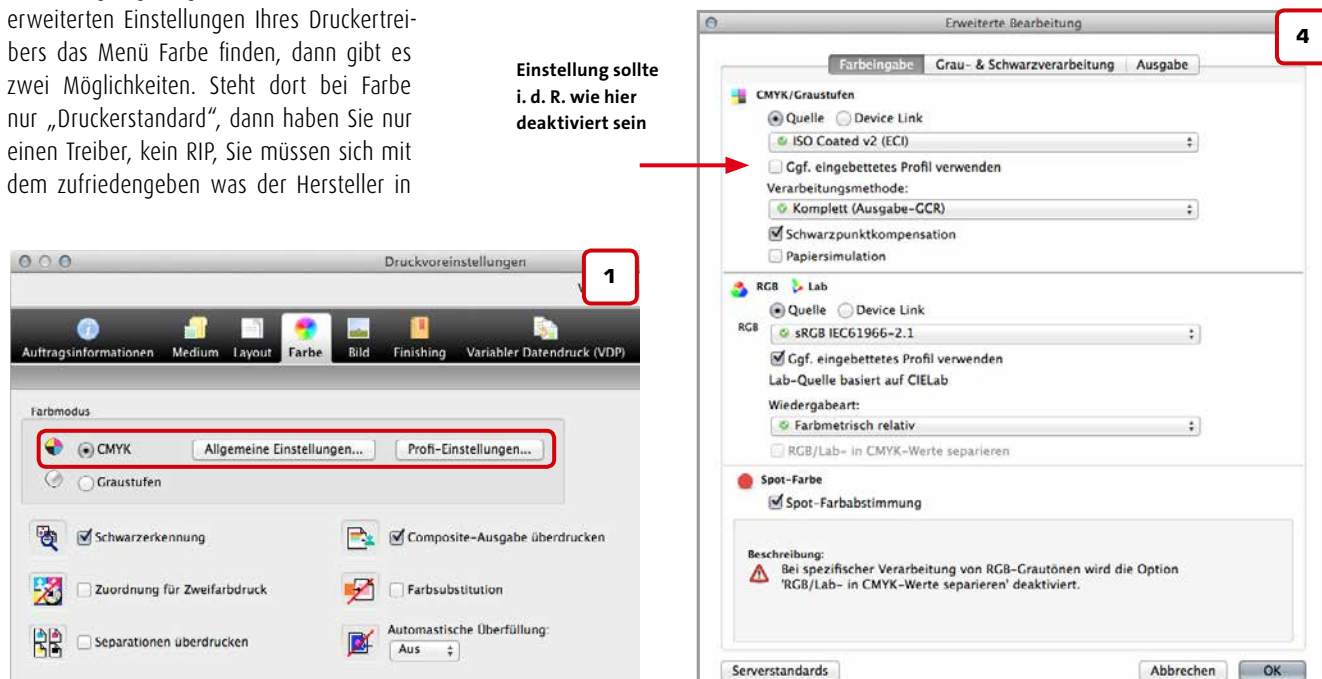 erweiterten Einstellungen Ihres Druckertrei-
bers das Menü Farbe finden, dann gibt es
zwei Möglichkeiten. Steht dort bei Farbe
nur „Druckerstandard“, dann haben Sie nur
einen Treiber, kein RIP, Sie müssen sich mit
dem zufriedengeben was der Hersteller in
Druckvoreinstellungen
1
Auftragsinformationen Medium Layout Farbe Bild Finishing Variabler Datendruck (VDP)
Farbmodus
CMYK Allgemeine Einstellungen... Profi-Einstellungen...
Graustufen
Schwarzerkennung Composite-Ausgabe überdrucken
Zuordnung für Zweifarbdruck Farbsubstitution
Separationen überdrucken Automastische Überfüllung:
Aus
Einstellung sollte
i. d. R. wie hier
deaktiviert sein
Erweiterte Bearbeitung
4
Farbeingabe Grau- & Schwarzverarbeitung Ausgabe
CMYK/Graustufen
Quelle Device Link
ISO Coated v2 (ECI)
Ggf. eingebettetes Profil verwenden
Verarbeitungsmethode:
Komplett (Ausgabe-GCR)
Schwarzpunktkompensation
Papiersimulation
RGB Lab
Quelle Device Link
RGB sRGB IEC61966-2.1
Ggf. eingebettetes Profil verwenden
Lab-Quelle basiert auf CIELab
Wiedergabeart:
Farbmetrisch relativ
RGB/Lab- in CMYK-Werte separieren
Spot-Farbe
Spot-Farbabstimmung
Beschreibung:
Bei spezifischer Verarbeitung von RGB-Grautönen wird die Option
'RGB/Lab- in CMYK-Werte separieren' deaktiviert.
Serverstandards Abbrechen OK